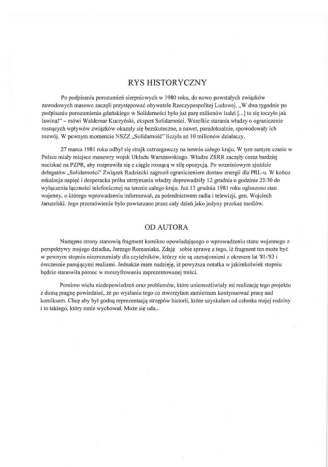 RYS HISTORYCZNY
Po podpisaniu porozumień sierpniowych w 1980 roku, do nowo powstałych związków
zawodowych masowo zaczęli przystępować obywatele Rzeczypospolitej Ludowej. „W dwa tygodnie po
podpisaniu porozumienia gdańskiego w Solidarności było już parę milionów ludzi [...] to się toczyło jak
lawina!” – mówi Waldemar Kuczyński, ekspert Solidarności. Wszelkie starania władzy o ograniczenie
rosnących wpływów związków okazały się bezskuteczne, a nawet, paradoksalnie, spowodowały ich
rozwój. W pewnym momencie NSZZ „Solidarność” liczyła aż 10 milionów działaczy.
27 marca 1981 roku odbył się strajk ostrzegawczy na terenie całego kraju. W tym samym czasie w
Polsce miały miejsce manewry wojsk Układu Warszawskiego. Władze ZSRR zaczęły coraz bardziej
naciskać na PZPR, aby rozprawiła się z ciągle rosnącą w siłę opozycją. Po wrześniowym zjeździe
delegatów „Solidarności” Związek Radziecki zagroził ograniczeniem dostaw energii dla PRL-u. W końcu
eskalacja napięć i desperacka próba utrzymania władzy doprowadziły 12 grudnia o godzinie 23:30 do
wyłączenia łączności telefonicznej na terenie całego kraju. Już 13 grudnia 1981 roku ogłoszono stan
wojenny, o którego wprowadzeniu informował, za pośrednictwem radia i telewizji, gen. Wojciech
Jaruzelski. Jego przemówienie było powtarzane przez cały dzień jako jedyny przekaz mediów.
OD AUTORA
Następne strony stanowią fragment komiksu opowiadającego o wprowadzeniu stanu wojennego z
perspektywy mojego dziadka, Jerzego Romaniaka. Zdaję sobie sprawę z tego, iż fragment ten może być
w pewnym stopniu niezrozumiały dla czytelników, którzy nie są zaznajomieni z okresem lat '81-'83 i
ówcześnie panującymi realiami. Jednakże mam nadzieję, iż powyższa notatka w jakimkolwiek stopniu
będzie stanowiła pomoc w rozszyfrowaniu zaprezentowanej treści.
Pomimo wielu niedopowiedzeń oraz problemów, które uniemożliwiały mi realizację tego projektu
z dumą pragnę powiedzieć, że po wysłaniu tego co stworzyłam zamierzam kontynuować pracę nad
komiksem. Chcę aby był godną reprezentacją strzępów historii, które uzyskałam od członka mojej rodziny
i to takiego, który mnie wychował. Może się uda...